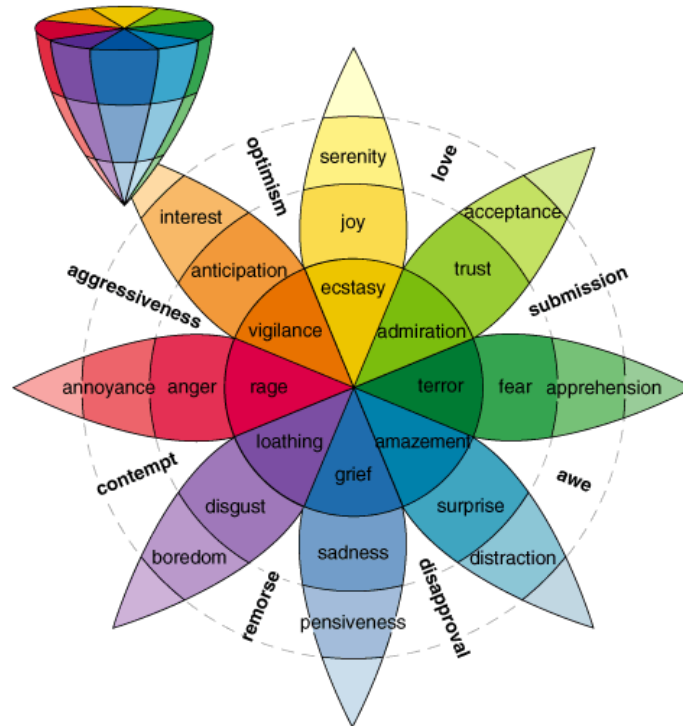 optimism
love
serenity
interest
acceptance
joy
anticipation
trust
aggressiveness
submission
ecstasy
vigilance
admiration
annoyance
anger
rage
terror
fear
apprehension
loathing
amazement
contempt
grief
awe
disgust
surprise
boredom
sadness
distraction
remorse
disapproval
pensiveness